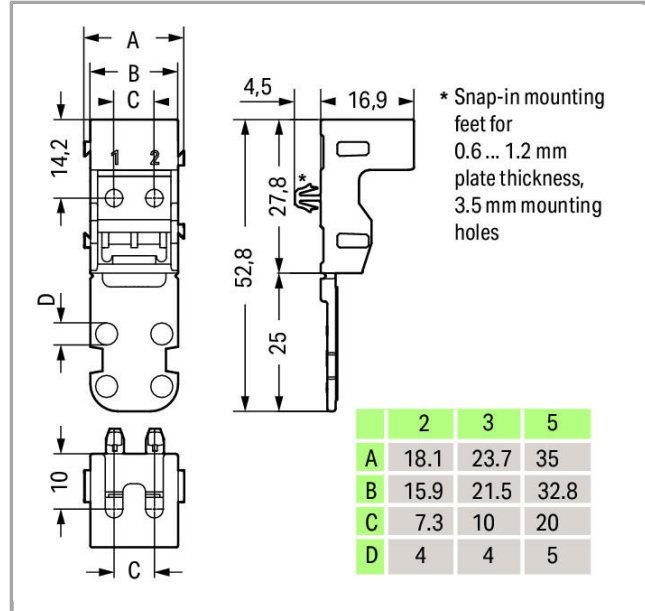 A
B
C
4,5
16,9
* Snap-in mounting
feet for
0.6 ... 1.2 mm
plate thickness,
3.5 mm mounting
holes
14,2
1 2
*
27,8
52,8
D
25
2 3 5
A 18.1 23.7 35
B 15.9 21.5 32.8
C 7.3 10 20
D 4 4 5
10
C